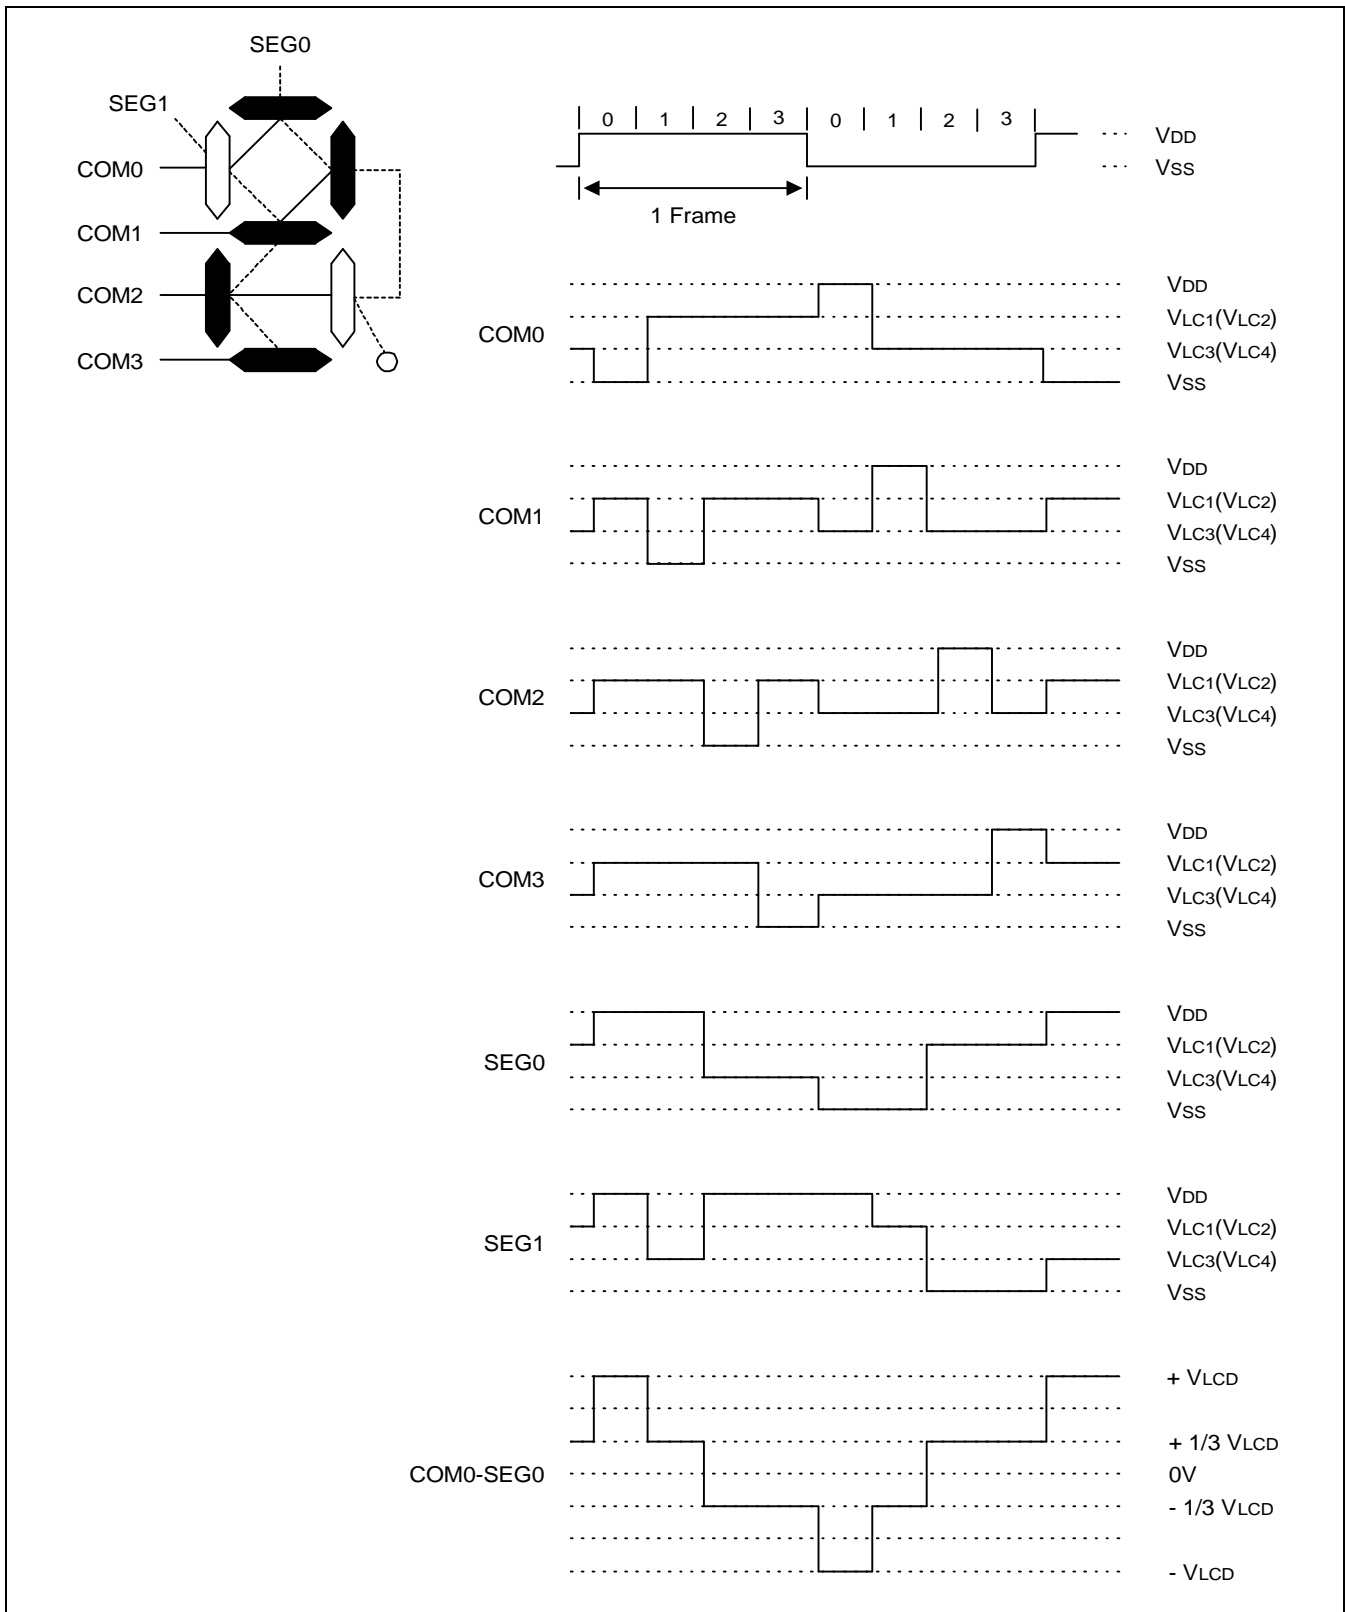 SEG0
SEG1
COM0
COM1
COM2
COM3
0 1 2 3 0 1 2 3
VDD
VSS
1 Frame
COM0
VDD
VLC1(VLC2)
VLC3(VLC4)
VSS
COM1
VDD
VLC1(VLC2)
VLC3(VLC4)
VSS
COM2
VDD
VLC1(VLC2)
VLC3(VLC4)
VSS
COM3
VDD
VLC1(VLC2)
VLC3(VLC4)
VSS
SEG0
VDD
VLC1(VLC2)
VLC3(VLC4)
VSS
SEG1
VDD
VLC1(VLC2)
VLC3(VLC4)
VSS
COM0-SEG0
+ VLCD
+ 1/3 VLCD
0V
- 1/3 VLCD
- VLCD